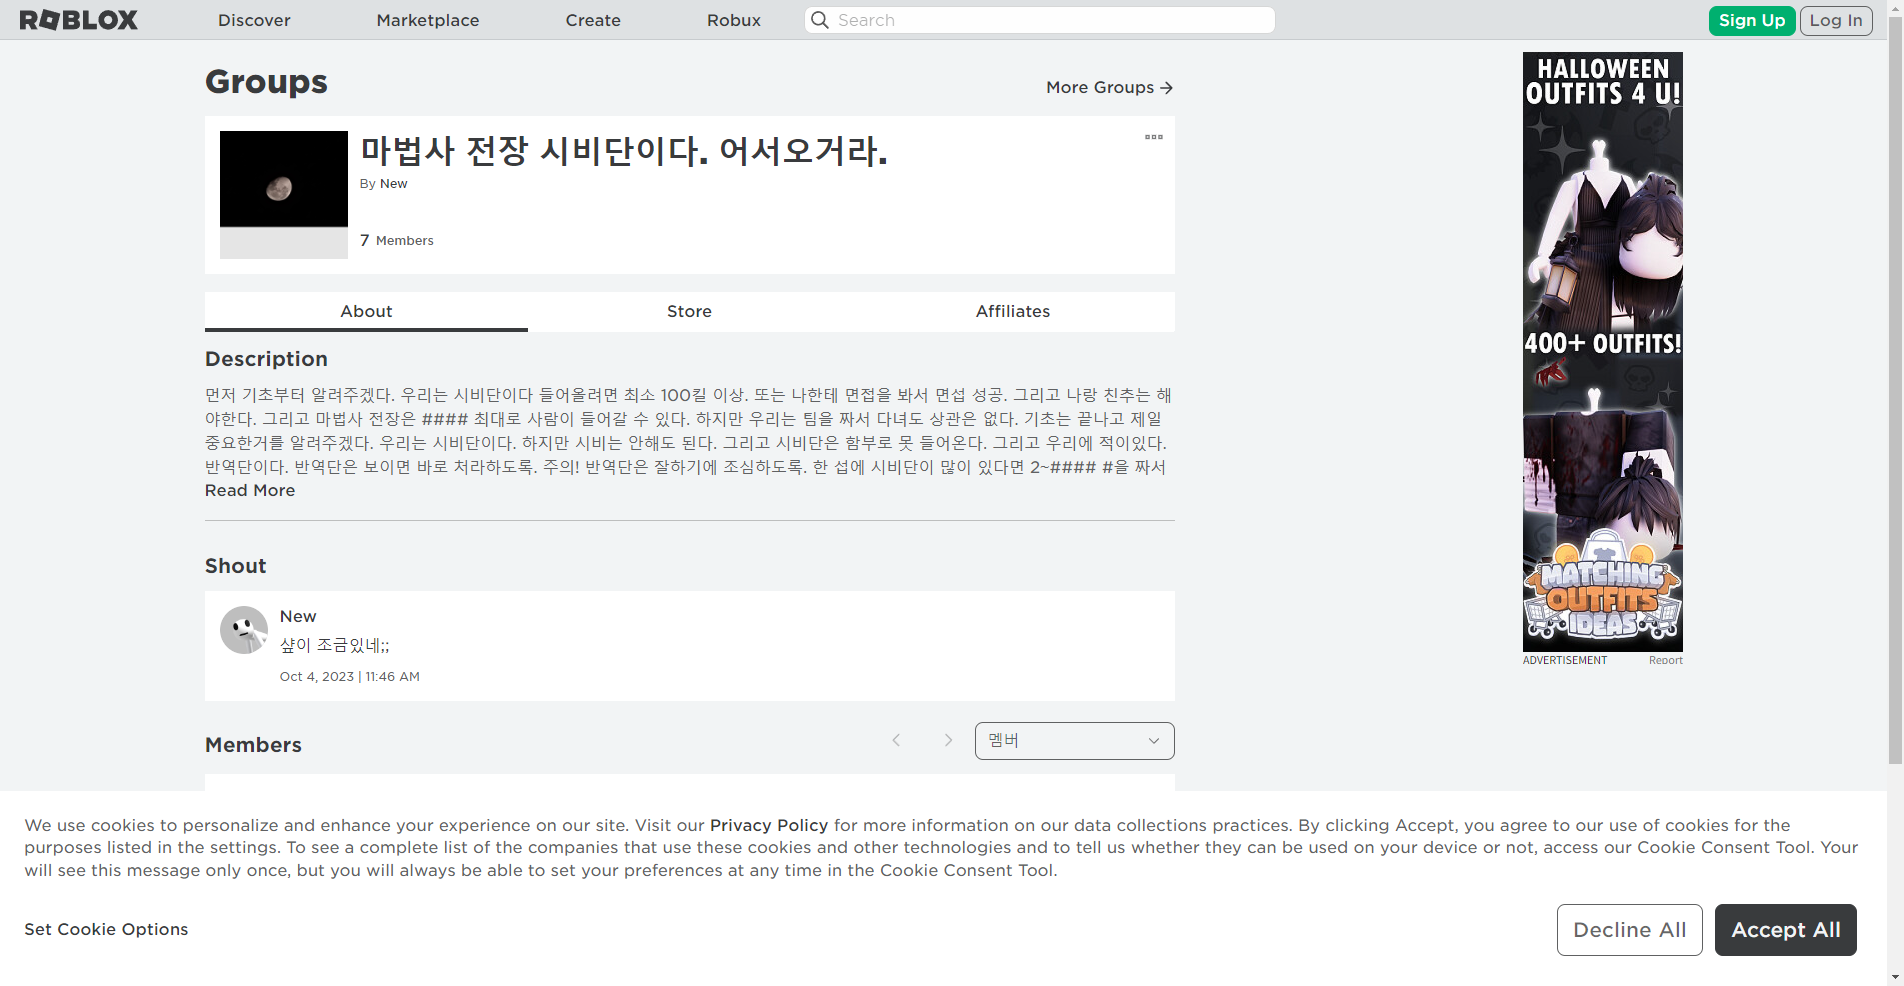 ROBLOX
Discover
Marketplace
Create
Robux
Search
Sign Up
Log In
Groups
More Groups
마법사 전장 시비단이다. 어서오거라.
By New
7 Members
About
Store
Affiliates
Description
먼저 기초부터 알려주겠다. 우리는 시비단이다 들어올려면 최소 100킬 이상. 또는 나한테 면접을 봐서 면섭 성공. 그리고 나랑 친추는 해
야한다. 그리고 마법사 전장은 #### 최대로 사람이 들어갈 수 있다. 하지만 우리는 팀을 짜서 다녀도 상관은 없다. 기초는 끝나고 제일
중요한거를 알려주겠다. 우리는 시비단이다. 하지만 시비는 안해도 된다. 그리고 시비단은 함부로 못 들어온다. 그리고 우리에 적이있다.
반역단이다. 반역단은 보이면 바로 처라하도록. 주의! 반역단은 잘하기에 조심하도록. 한 섭에 시비단이 많이 있다면 2~#### #을 짜서
Read More
Shout
New
샾이 조금있네;;
Oct 4, 2023 | 11:46 AM
Members
멤버
HALLOWEEN
OUTFITS 4 U!
400+ OUTFITS!
MATCHING
OUTFITS
IDEAS
ADVERTISEMENT
Report
We use cookies to personalize and enhance your experience on our site. Visit our Privacy Policy for more information on our data collections practices. By clicking Accept, you agree to our use of cookies for the
purposes listed in the settings. To see a complete list of the companies that use these cookies and other technologies and to tell us whether they can be used on your device or not, access our Cookie Consent Tool. Your
will see this message only once, but you will always be able to set your preferences at any time in the Cookie Consent Tool.
Set Cookie Options
Decline All
Accept All